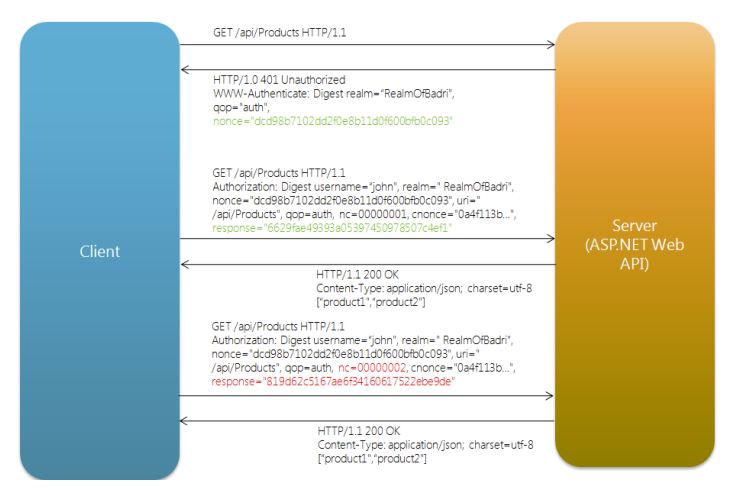 GET /api/Products HTTP/1.1
HTTP/1.0 401 Unauthorized
WWW-Authenticate: Digest realm="RealmOfBadri",
qop="auth",
nonce="dcd98b7102dd2f0e8b11d0f600bfb0c093"
GET /api/Products HTTP/1.1
Authorization: Digest username="john", realm=" RealmOfBadri",
nonce="dcd98b7102dd2f0e8b11d0f600bfb0c093", uri="
/api/Products", qop=auth, nc=00000001, cnonce="0a4f113b...",
response="6629fae49393a05397450978507c4ef1"
Client
Server
(ASP.NET Web
API)
HTTP/1.1 200 OK
Content-Type: application/json; charset=utf-8
["product1","product2"]
GET /api/Products HTTP/1.1
Authorization: Digest username="john", realm=" RealmOfBadri",
nonce="dcd98b7102dd2f0e8b11d0f600bfb0c093", uri="
/api/Products", qop=auth, nc=00000002, cnonce="0a4f113b...",
response="819d62c5167ae6f34160617522ebe9de"
HTTP/1.1 200 OK
Content-Type: application/json; charset=utf-8
["product1","product2"]